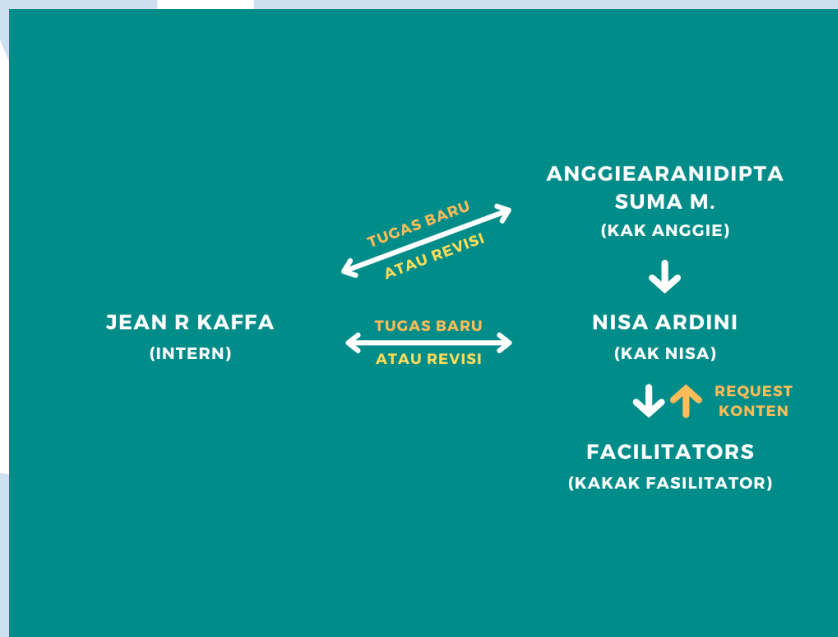 ANGGIEARANIDIPTA
SUMA M.
(KAK ANGGIE)
TUGAS BARU
ATAU REVISI
JEAN R KAFFA
(INTERN)
TUGAS BARU
ATAU REVISI
NISA ARDINI
(KAK NISA)
REQUEST
KONTEN
FACILITATORS
(KAKAK FASILITATOR)